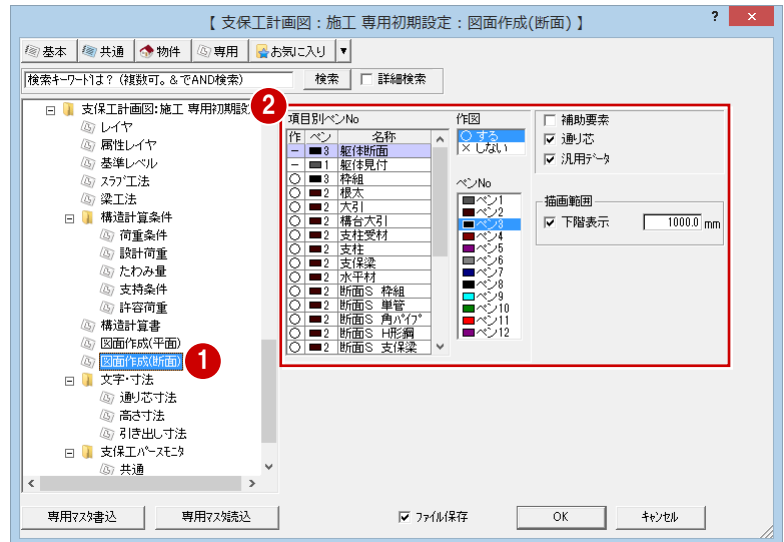 【 支保工計画図：施工 専用初期設定：図面作成(断面) 】
? ×
基本 共通 物件 専用 お気に入り ▼
検索キーワードは？（複数可。＆でAND検索） 検索 詳細検索
支保工計画図:施工 専用初期設
レイヤ
属性レイヤ
基準レベル
スラブ工法
梁工法
構造計算条件
荷重条件
設計荷重
たわみ量
支持条件
許容荷重
構造計算書
図面作成(平面)
図面作成(断面)
1
文字・寸法
通り芯寸法
高さ寸法
引き出し寸法
支保工パースモニタ
共通
2
項目別ペンNo
作 ペン 名称
－ 3 躯体断面
－ 1 躯体見付
○ 3 枠組
○ 2 根太
○ 2 大引
○ 2 構台大引
○ 2 支柱受材
○ 2 支柱
○ 2 支保梁
○ 2 水平材
○ 2 断面S 枠組
○ 2 断面S 単管
○ 2 断面S 角パイプ
○ 2 断面S H形鋼
○ 2 断面S 支保梁
作図
○ する
× しない
ペンNo
ペン1
ペン2
ペン3
ペン4
ペン5
ペン6
ペン7
ペン8
ペン9
ペン10
ペン11
ペン12
補助要素
通り芯
汎用データ
描画範囲
下階表示 1000.0 mm
専用マスタ書込 専用マスタ読込 ファイル保存 OK キャンセル